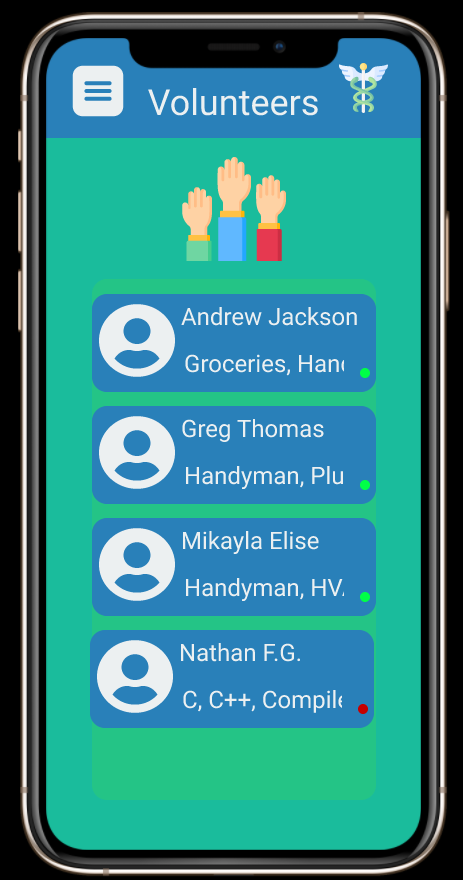 Volunteers
Andrew Jackson
Groceries, Hand
Greg Thomas
Handyman, Plu
Mikayla Elise
Handyman, HV
Nathan F.G.
C, C++, Compile